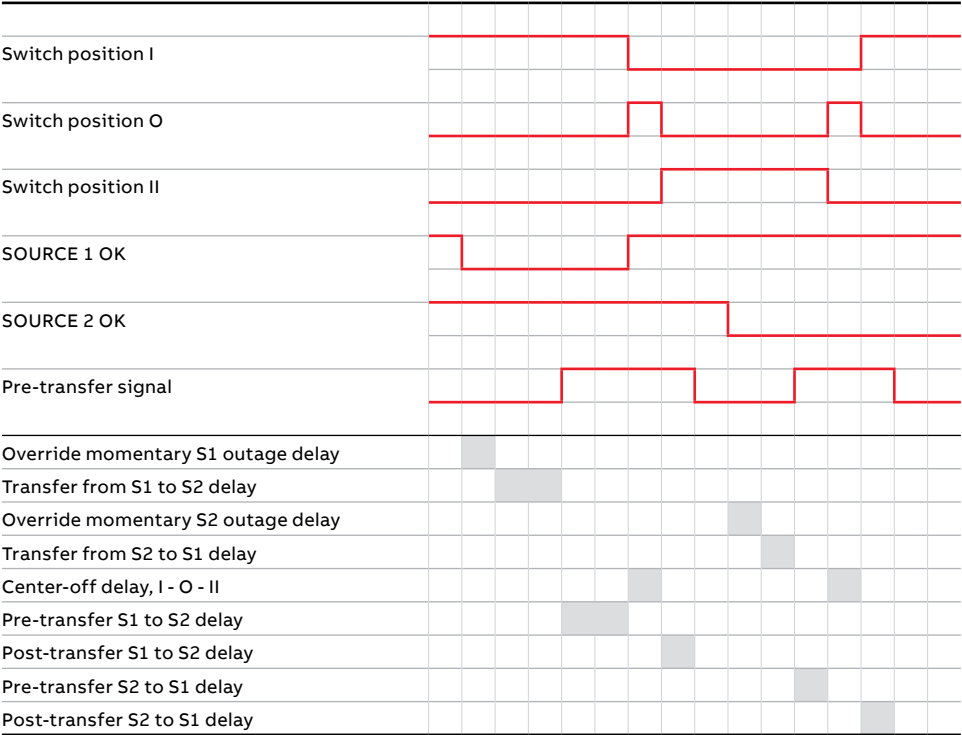 Switch position I
Switch position O
Switch position II
SOURCE 1 OK
SOURCE 2 OK
Pre-transfer signal
Override momentary S1 outage delay
Transfer from S1 to S2 delay
Override momentary S2 outage delay
Transfer from S2 to S1 delay
Center-off delay, I - O - II
Pre-transfer S1 to S2 delay
Post-transfer S1 to S2 delay
Pre-transfer S2 to S1 delay
Post-transfer S2 to S1 delay